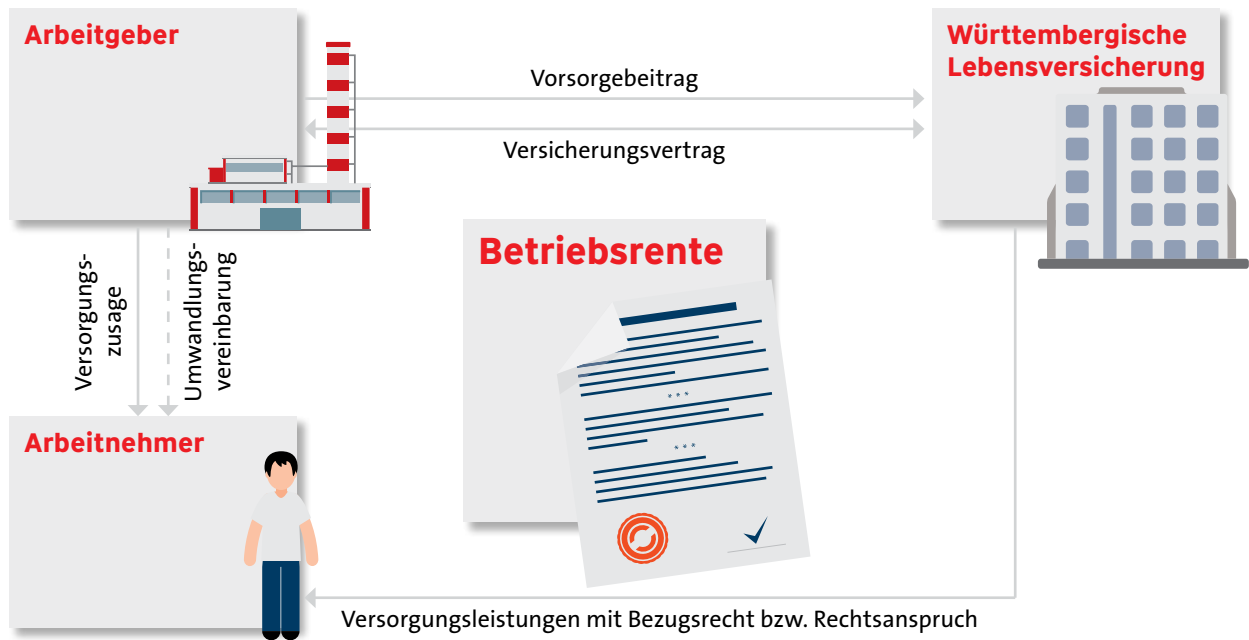 Arbeitgeber
Württembergische
Lebensversicherung
Vorsorgebeitrag
Versicherungsvertrag
Versorgungs-
zusage
Umwandlungs-
vereinbarung
Betriebsrente
* * *
* * *
Arbeitnehmer
Versorgungsleistungen mit Bezugsrecht bzw. Rechtsanspruch